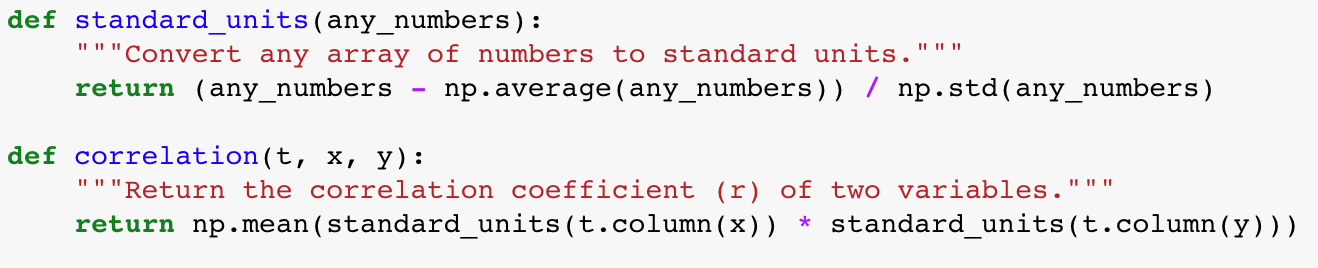 def standard_units(any_numbers):
    """Convert any array of numbers to standard units."""
    return (any_numbers - np.average(any_numbers)) / np.std(any_numbers)

def correlation(t, x, y):
    """Return the correlation coefficient (r) of two variables."""
    return np.mean(standard_units(t.column(x)) * standard_units(t.column(y)))